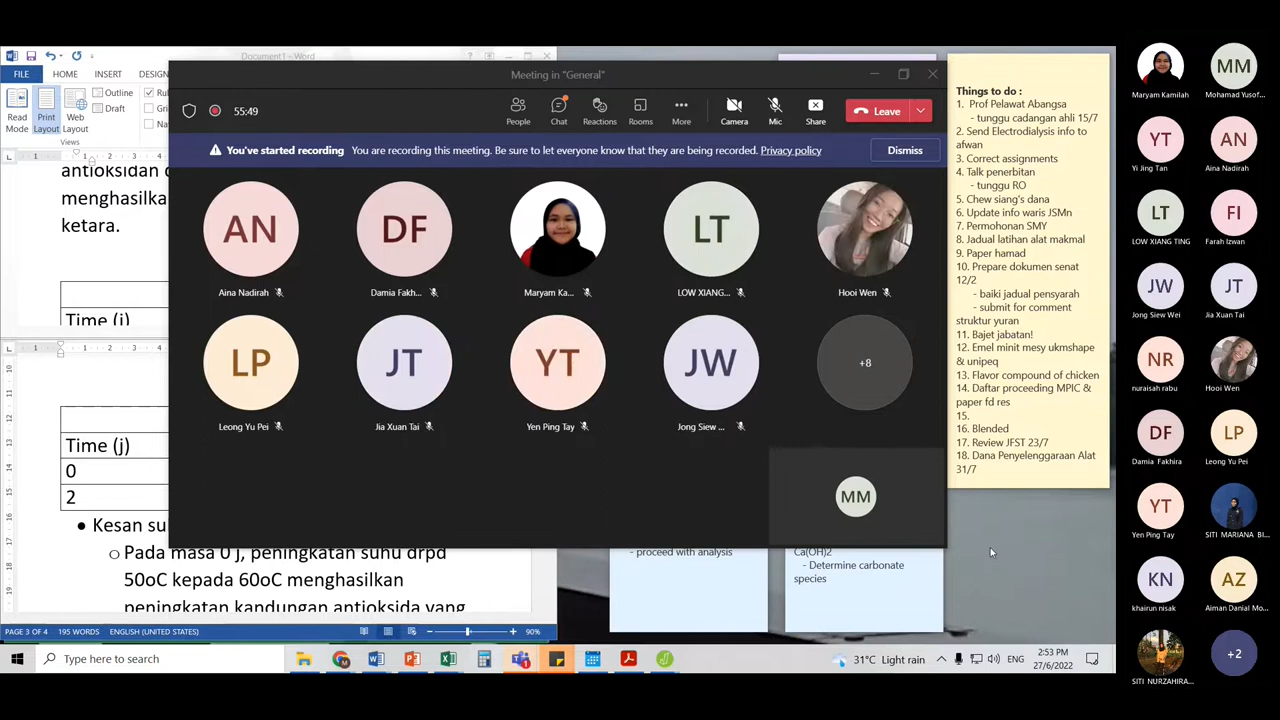 Document1 - Word
FILE
HOME
INSERT
DESIGN
Read Mode
Print Layout
Web Layout
Outline
Draft
Views
antioksidan
menghasilka
ketara.
Time (j)
Time (j)
0
2
• Kesan su
o Pada masa 0 j, peningkatan suhu drpd
50oC kepada 60oC menghasilkan
peningkatan kandungan antioksida yang
PAGE 3 OF 4
195 WORDS
ENGLISH (UNITED STATES)
90%
Meeting in "General"
55:49
People
Chat
Reactions
Rooms
More
Camera
Mic
Share
Leave
You've started recording You are recording this meeting. Be sure to let everyone know that they are being recorded. Privacy policy
Dismiss
AN
Aina Nadirah
DF
Damia Fakh...
Maryam Ka...
LT
LOW XIANG...
Hooi Wen
LP
Leong Yu Pei
JT
Jia Xuan Tai
YT
Yen Ping Tay
JW
Jong Siew ...
+8
MM
Things to do :
1. Prof Pelawat Abangsa
- tunggu cadangan ahli 15/7
2. Send Electrodialysis info to
afwan
3. Correct assignments
4. Talk penerbitan
- tunggu RO
5. Chew siang's dana
6. Update info waris JSMn
7. Permohonan SMY
8. Jadual latihan alat makmal
9. Paper hamad
10. Prepare dokumen senat
12/2
- baiki jadual pensyarah
- submit for comment
struktur yuran
11. Bajet jabatan!
12. Emel minit mesy ukmshape
& unipeq
13. Flavor compound of chicken
14. Daftar proceeding MPIC &
paper fd res
15.
16. Blended
17. Review JFST 23/7
18. Dana Penyelenggaraan Alat
31/7
- proceed with analysis
Ca(OH)2
- Determine carbonate
species
Type here to search
31°C Light rain
ENG
2:53 PM
27/6/2022
Maryam Kamilah
MM
Mohamad Yusof...
YT
Yi Jing Tan
AN
Aina Nadirah
LT
LOW XIANG TING
FI
Farah Izwan
JW
Jong Siew Wei
JT
Jia Xuan Tai
NR
nuraisah rabu
Hooi Wen
DF
Damia Fakhira
LP
Leong Yu Pei
YT
Yen Ping Tay
SITI MARIANA BI...
KN
khairun nisak
AZ
Aiman Danial Mo...
SITI NURZAHIRA...
+2